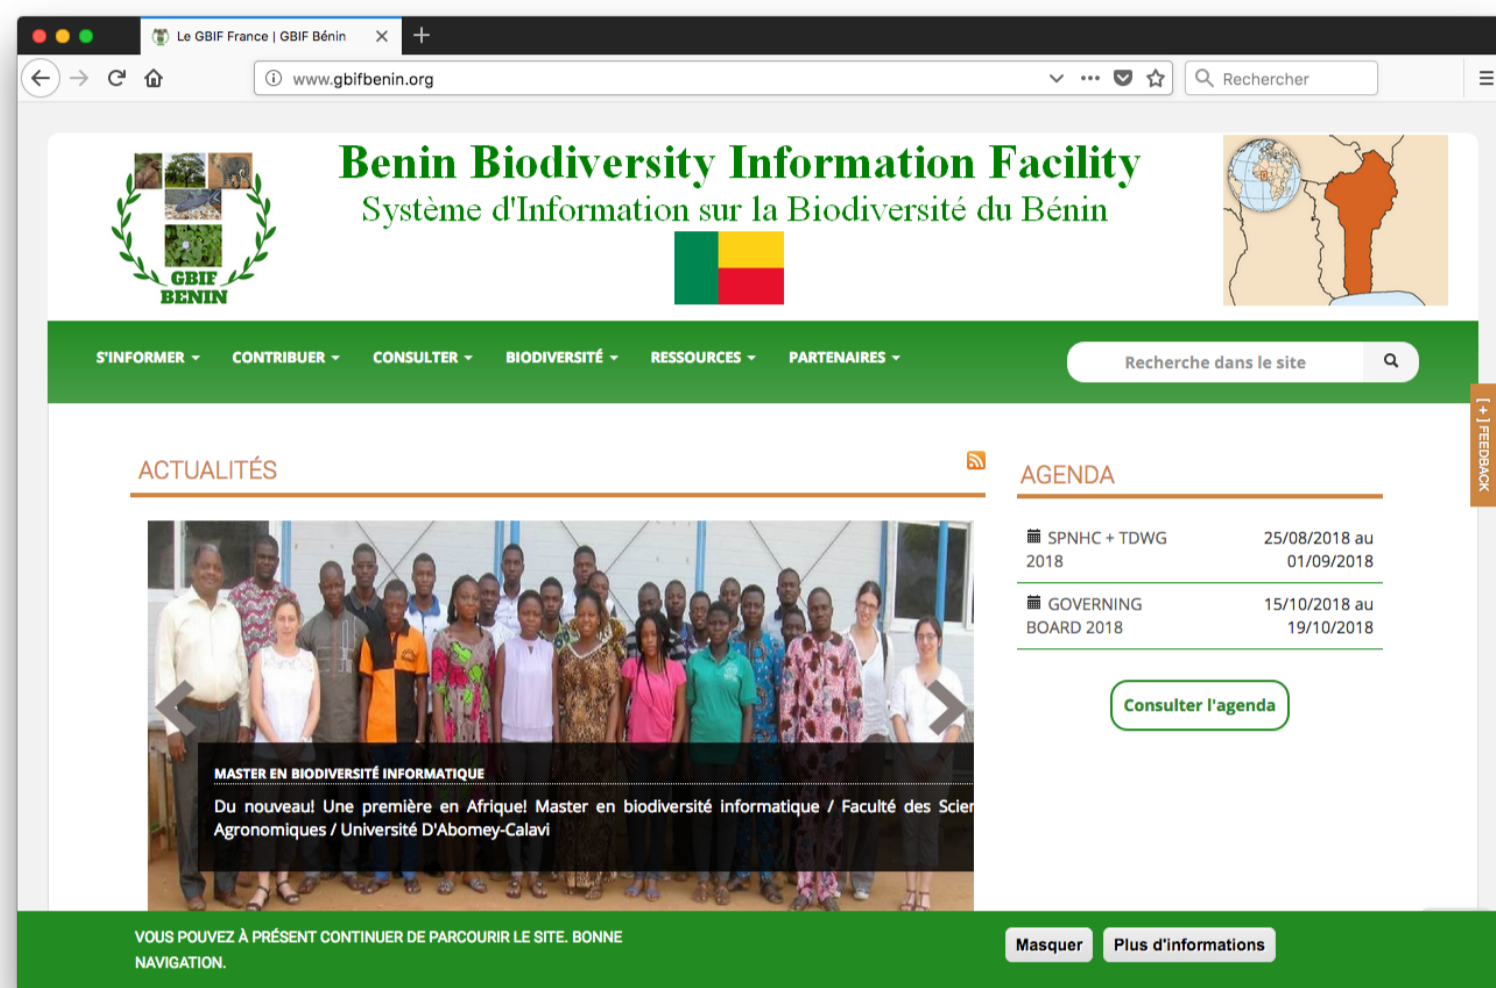 Le GBIF France | GBIF Bénin
www.gbifbenin.org
Rechercher
GBIF
BENIN
Benin Biodiversity Information Facility
Système d'Information sur la Biodiversité du Bénin
S'INFORMER
CONTRIBUER
CONSULTER
BIODIVERSITÉ
RESSOURCES
PARTENAIRES
Recherche dans le site
[+] FEEDBACK
ACTUALITÉS
MASTER EN BIODIVERSITÉ INFORMATIQUE
Du nouveau! Une première en Afrique! Master en biodiversité informatique / Faculté des Scien
Agronomiques / Université D'Abomey-Calavi
AGENDA
SPNHC + TDWG 25/08/2018 au
2018 01/09/2018
GOVERNING 15/10/2018 au
BOARD 2018 19/10/2018
Consulter l'agenda
VOUS POUVEZ À PRÉSENT CONTINUER DE PARCOURIR LE SITE. BONNE
NAVIGATION.
Masquer
Plus d'informations